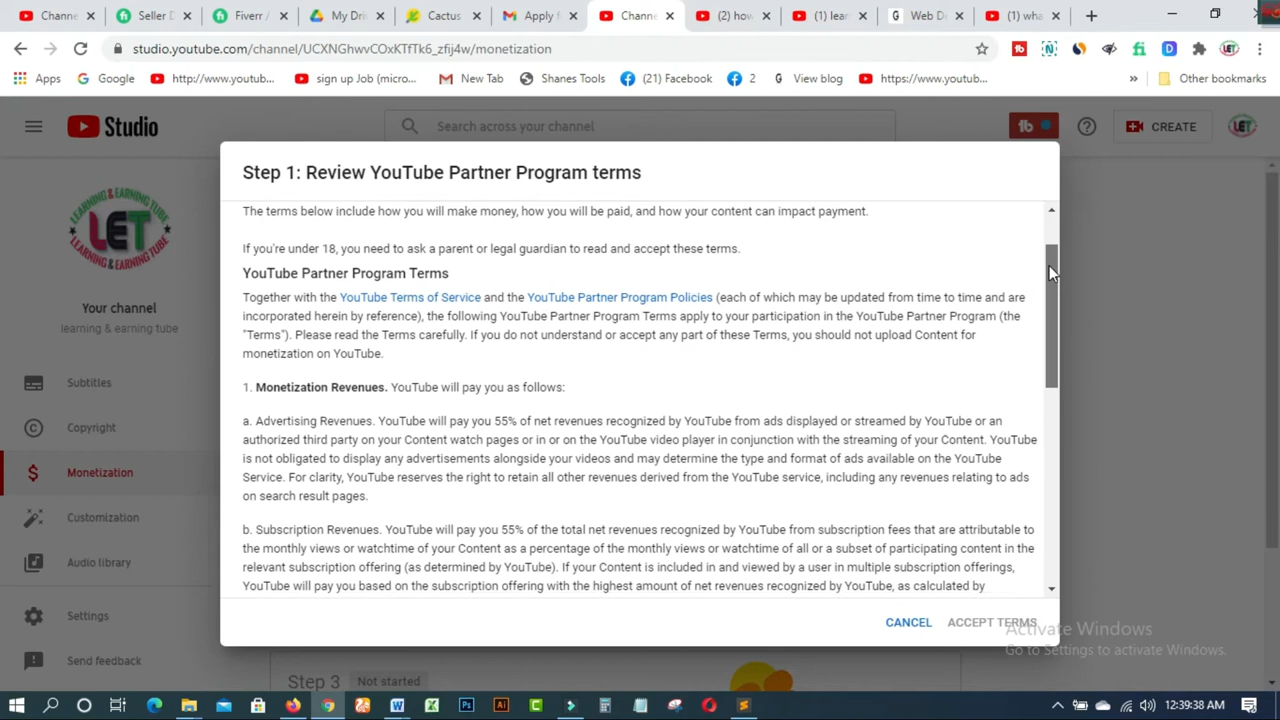 Channe
Seller D
Fiverr /
My Dri
Cactus
Apply f
Channe
(2) how
(1) lear
Web De
(1) wha
studio.youtube.com/channel/UCXNGhwvCOxKTfTk6_zfij4w/monetization
Apps
Google
http://www.youtub...
sign up Job (micro...
New Tab
Shanes Tools
(21) Facebook
2
View blog
https://www.youtub...
»
Other bookmarks
Studio
Search across your channel
CREATE
LEARNING & EARNING TUBE
LET
Your channel
learning & earning tube
Subtitles
Copyright
Monetization
Customization
Audio library
Settings
Send feedback
Step 1: Review YouTube Partner Program terms
The terms below include how you will make money, how you will be paid, and how your content can impact payment.
If you're under 18, you need to ask a parent or legal guardian to read and accept these terms.
YouTube Partner Program Terms
Together with the YouTube Terms of Service and the YouTube Partner Program Policies (each of which may be updated from time to time and are
incorporated herein by reference), the following YouTube Partner Program Terms apply to your participation in the YouTube Partner Program (the
"Terms"). Please read the Terms carefully. If you do not understand or accept any part of these Terms, you should not upload Content for
monetization on YouTube.
1. Monetization Revenues. YouTube will pay you as follows:
a. Advertising Revenues. YouTube will pay you 55% of net revenues recognized by YouTube from ads displayed or streamed by YouTube or an
authorized third party on your Content watch pages or in or on the YouTube video player in conjunction with the streaming of your Content. YouTube
is not obligated to display any advertisements alongside your videos and may determine the type and format of ads available on the YouTube
Service. For clarity, YouTube reserves the right to retain all other revenues derived from the YouTube service, including any revenues relating to ads
on search result pages.
b. Subscription Revenues. YouTube will pay you 55% of the total net revenues recognized by YouTube from subscription fees that are attributable to
the monthly views or watchtime of your Content as a percentage of the monthly views or watchtime of all or a subset of participating content in the
relevant subscription offering (as determined by YouTube). If your Content is included in and viewed by a user in multiple subscription offerings,
YouTube will pay you based on the subscription offering with the highest amount of net revenues recognized by YouTube, as calculated by
CANCEL
ACCEPT TERMS
Activate Windows
Go to Settings to activate Windows.
Step 3
Not started
12:39:38 AM